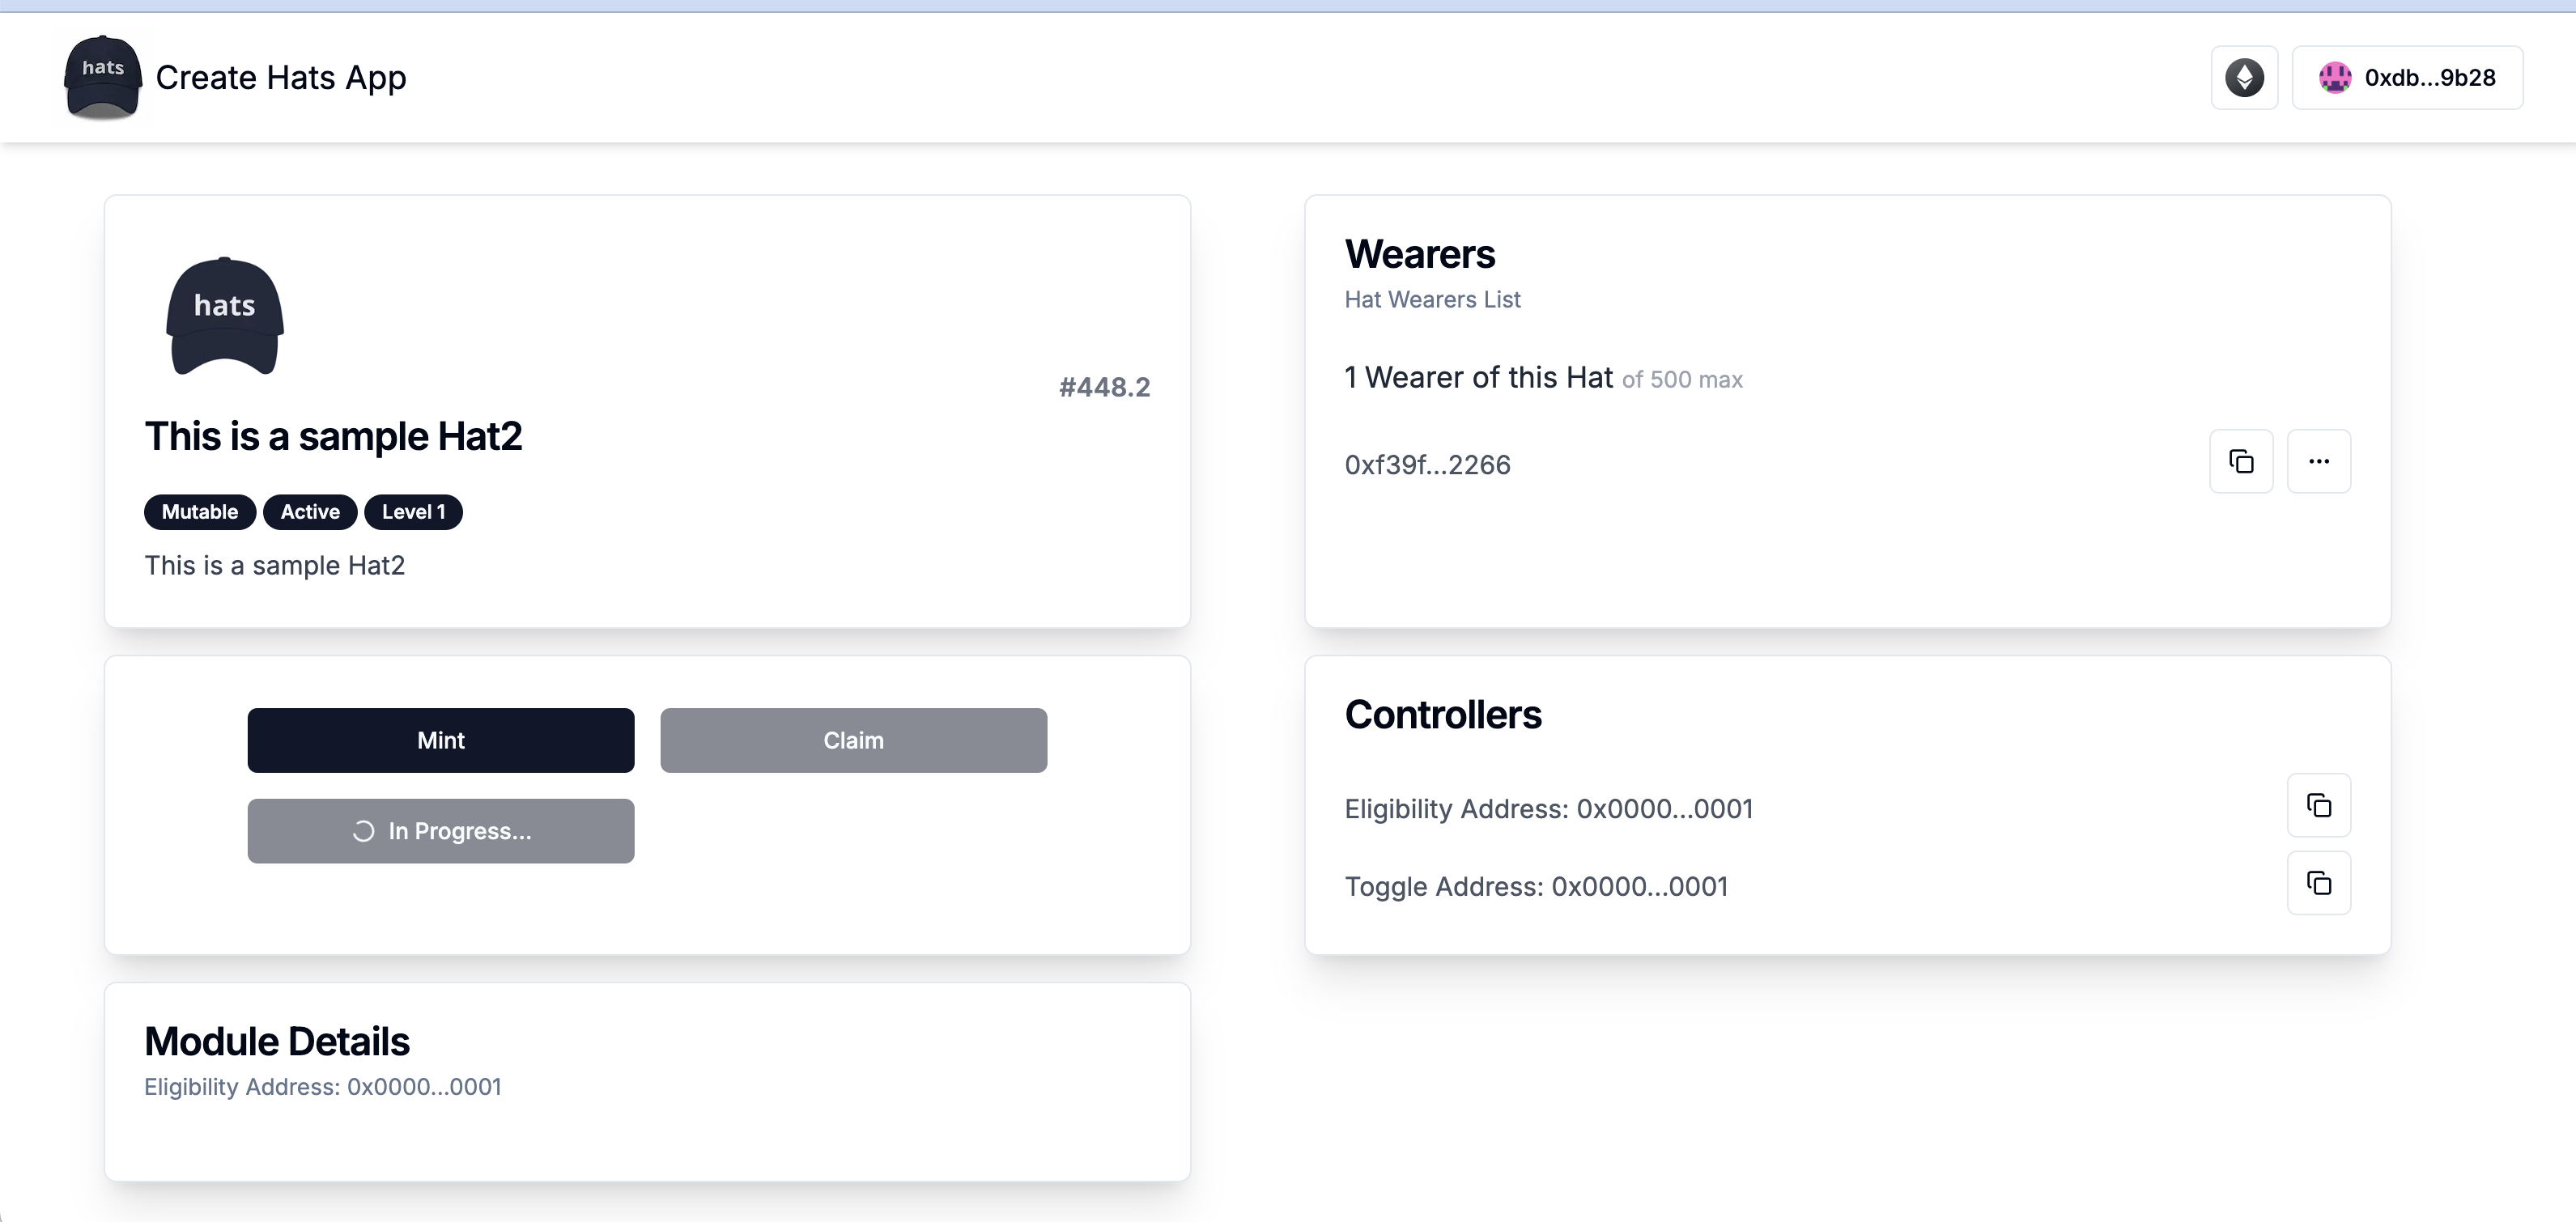 hats
Create Hats App
0xdb...9b28
hats
#448.2
This is a sample Hat2
Mutable
Active
Level 1
This is a sample Hat2
Wearers
Hat Wearers List
1 Wearer of this Hat of 500 max
0xf39f...2266
Mint
Claim
In Progress...
Controllers
Eligibility Address: 0x0000...0001
Toggle Address: 0x0000...0001
Module Details
Eligibility Address: 0x0000...0001